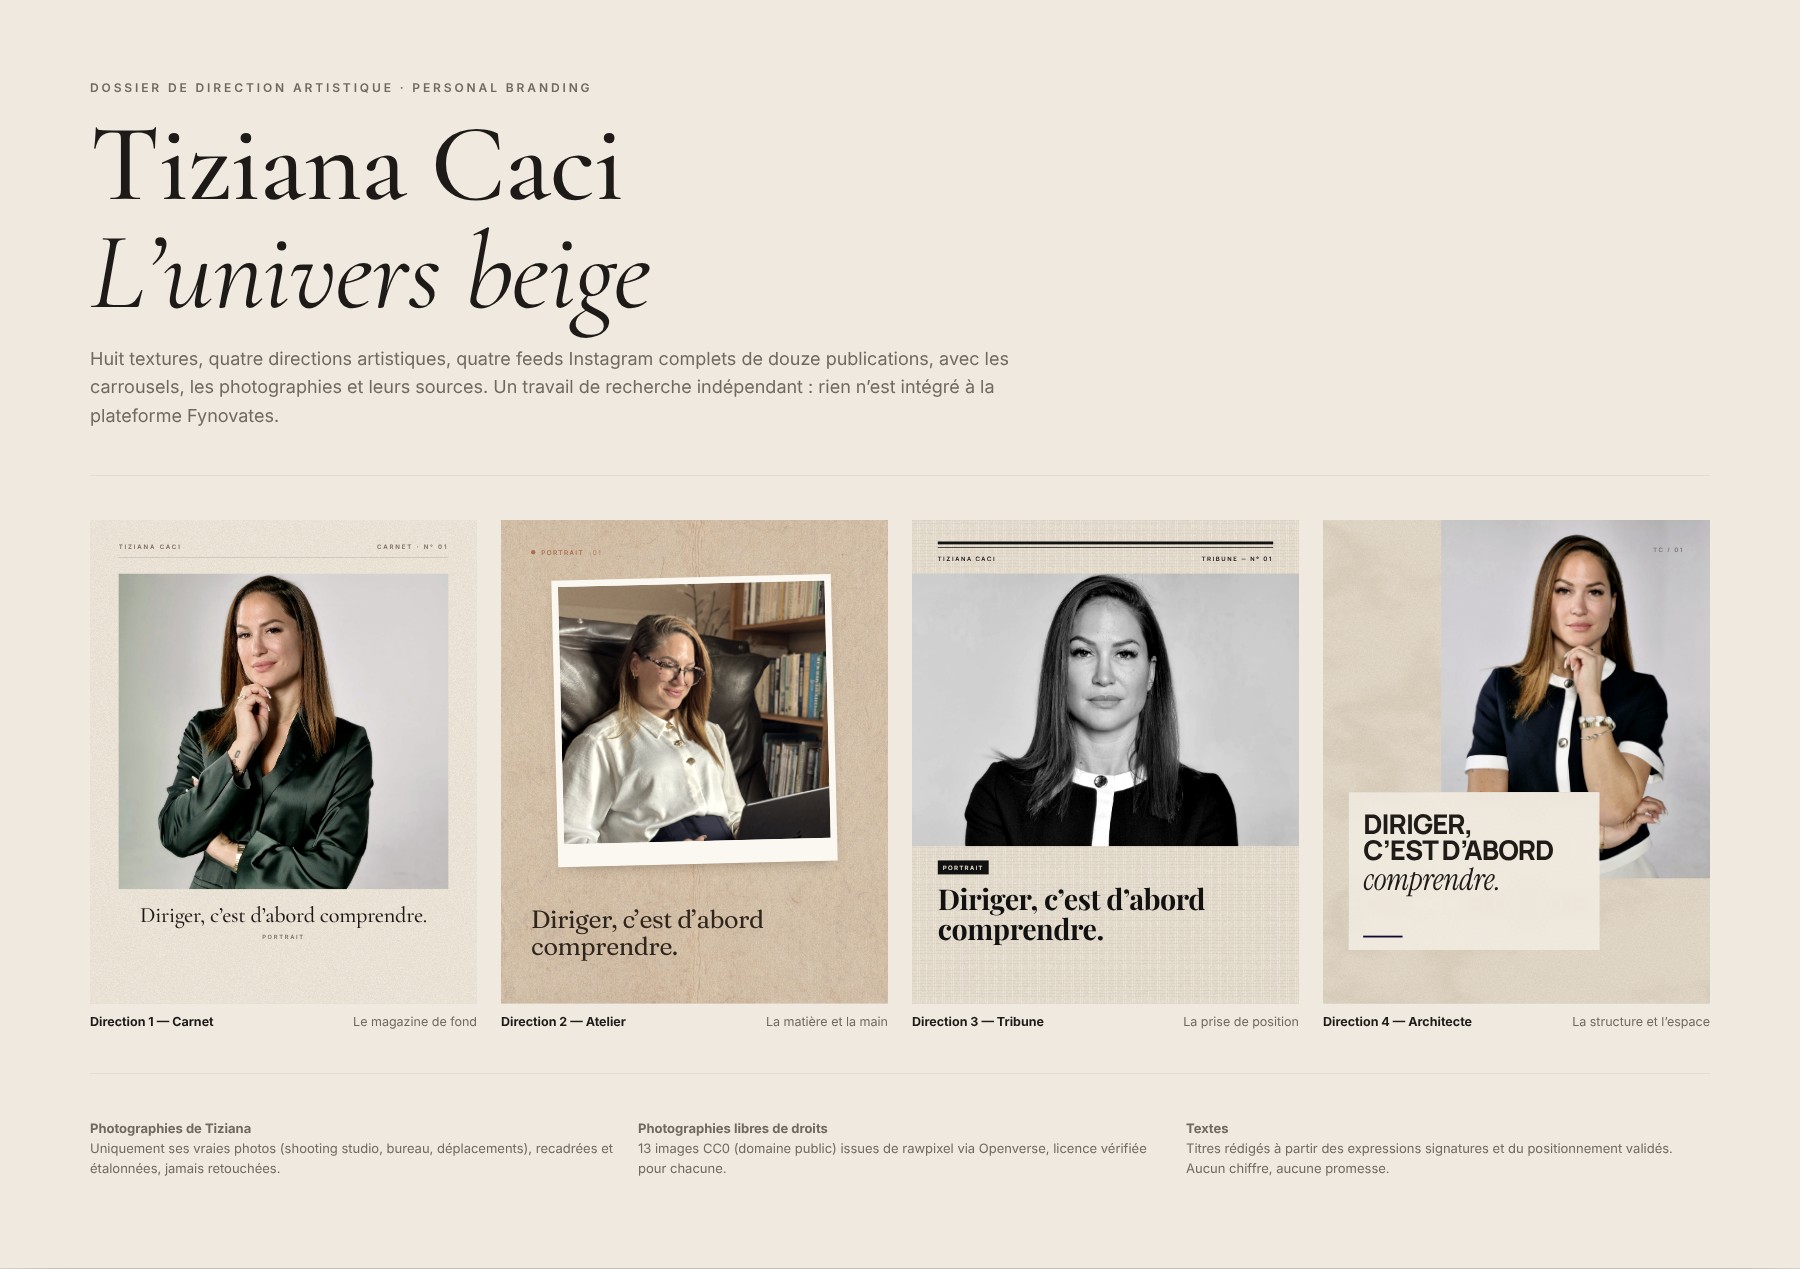 DOSSIER DE DIRECTION ARTISTIQUE · PERSONAL BRANDING
Tiziana Caci
L’univers beige
Huit textures, quatre directions artistiques, quatre feeds Instagram complets de douze publications, avec les
carrousels, les photographies et leurs sources. Un travail de recherche indépendant : rien n’est intégré à la
plateforme Fynovates.
TIZIANA CACI
CARNET · N° 01
Diriger, c’est d’abord comprendre.
PORTRAIT
Direction 1 — Carnet
Le magazine de fond
PORTRAIT
Diriger, c’est d’abord
comprendre.
Direction 2 — Atelier
La matière et la main
TIZIANA CACI
TRIBUNE — N° 01
PORTRAIT
Diriger, c’est d’abord
comprendre.
Direction 3 — Tribune
La prise de position
TC / 01
DIRIGER,
C’EST D’ABORD
comprendre.
Direction 4 — Architecte
La structure et l’espace
Photographies de Tiziana
Uniquement ses vraies photos (shooting studio, bureau, déplacements), recadrées et
étalonnées, jamais retouchées.
Photographies libres de droits
13 images CC0 (domaine public) issues de rawpixel via Openverse, licence vérifiée
pour chacune.
Textes
Titres rédigés à partir des expressions signatures et du positionnement validés.
Aucun chiffre, aucune promesse.